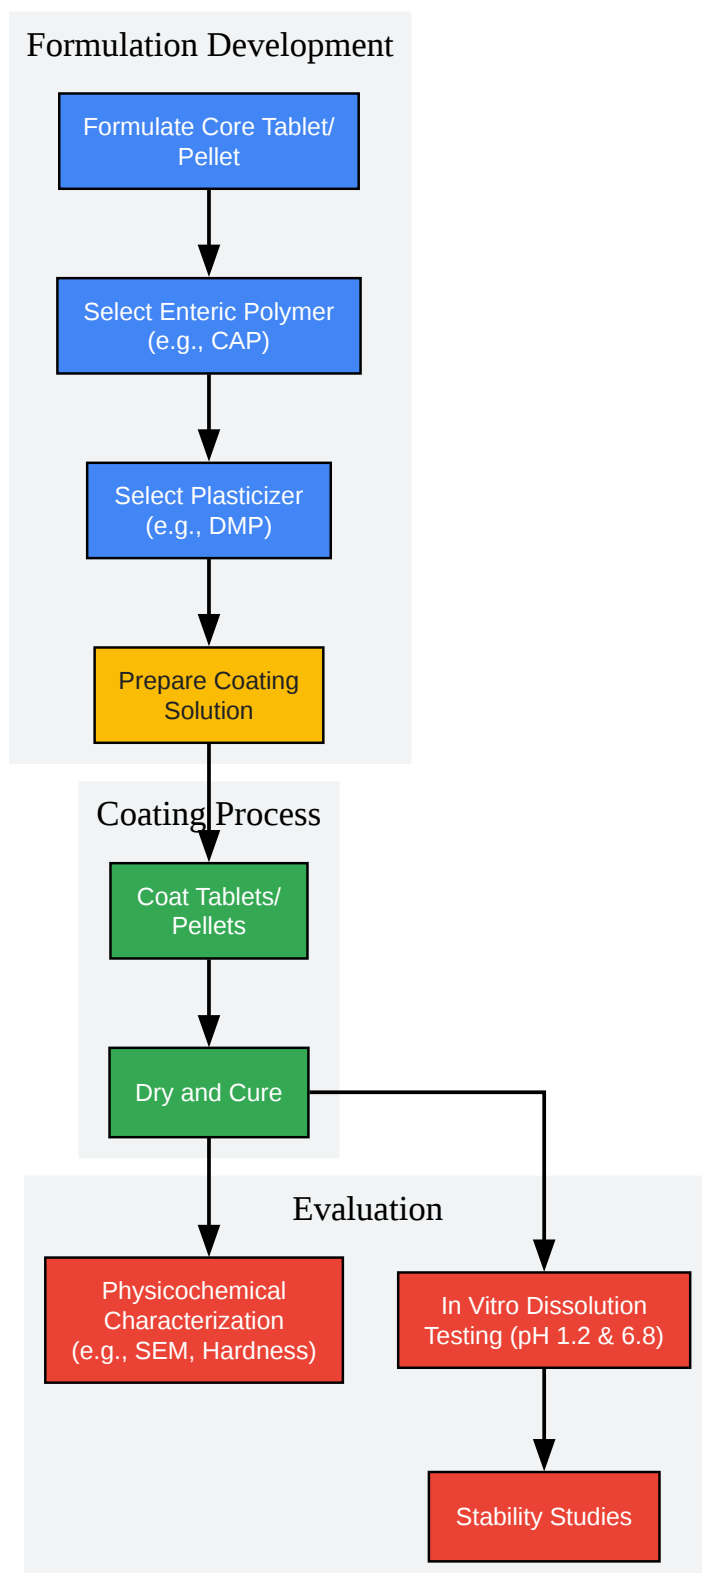 Formulation Development
Formulate Core Tablet/
Pellet
Select Enteric Polymer
(e.g., CAP)
Select Plasticizer
(e.g., DMP)
Prepare Coating
Solution
Coating Process
Coat Tablets/
Pellets
Dry and Cure
Evaluation
Physicochemical
Characterization
(e.g., SEM, Hardness)
In Vitro Dissolution
Testing (pH 1.2 & 6.8)
Stability Studies